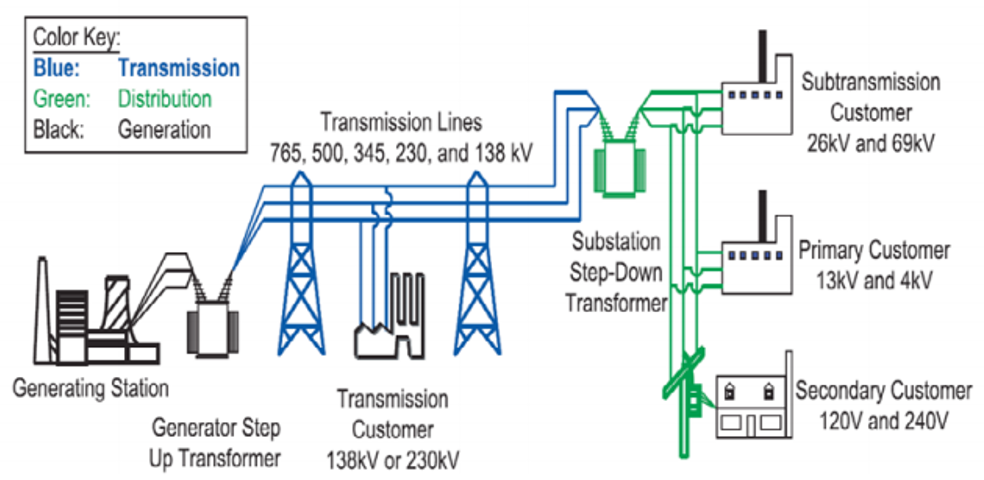 Color Key:
Blue: Transmission
Green: Distribution
Black: Generation
Transmission Lines
765, 500, 345, 230, and 138 kV
Subtransmission
Customer
26kV and 69kV
Substation
Step-Down
Transformer
Primary Customer
13kV and 4kV
Generating Station
Generator Step
Up Transformer
Transmission
Customer
138kV or 230kV
Secondary Customer
120V and 240V